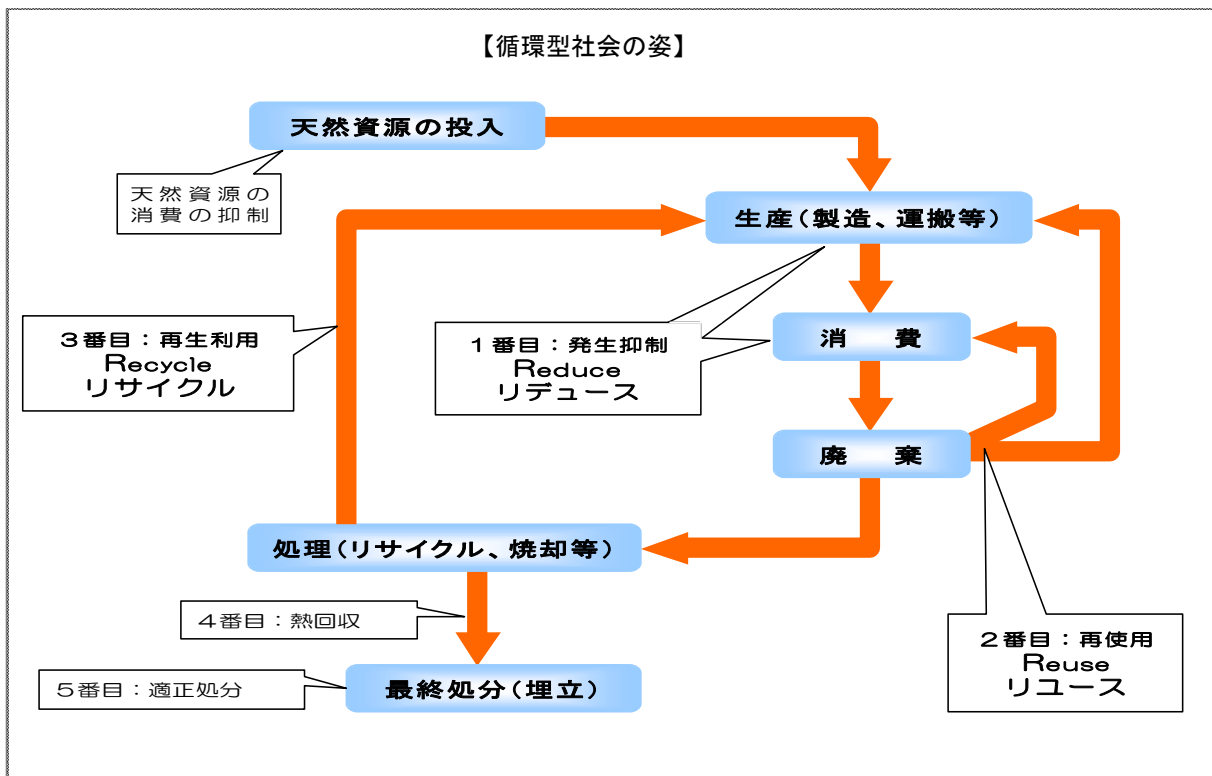 【循環型社会の姿】
天然資源の投入
天然資源の
消費の抑制
生産(製造、運搬等)
3番目:再生利用
Recycle
リサイクル
1番目:発生抑制
Reduce
リデュース
消 費
廃 棄
処理(リサイクル、焼却等)
4番目:熱回収
2番目:再使用
Reuse
リユース
5番目:適正処分
最終処分(埋立)